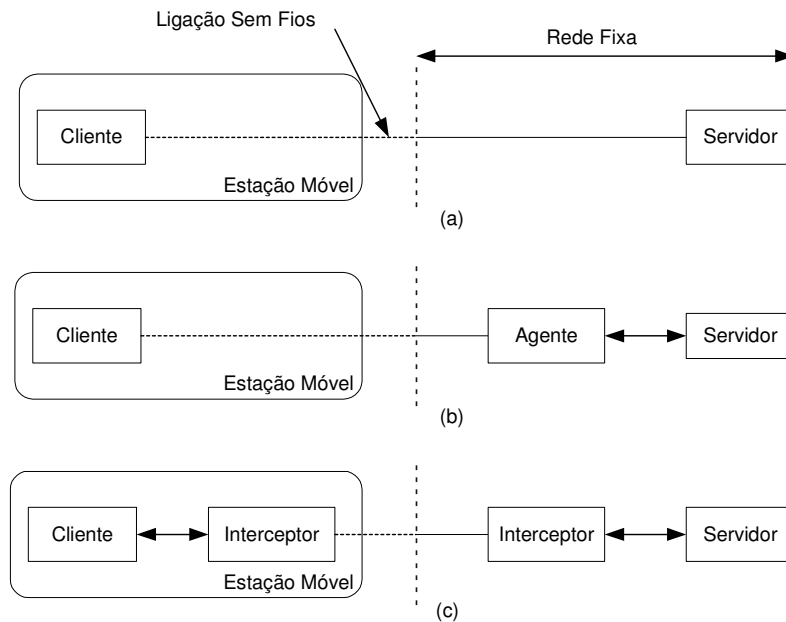 Ligação Sem Fios
Rede Fixa
Cliente
Servidor
Estação Móvel
(a)
Cliente
Agente
Servidor
Estação Móvel
(b)
Cliente
Interceptor
Interceptor
Servidor
Estação Móvel
(c)